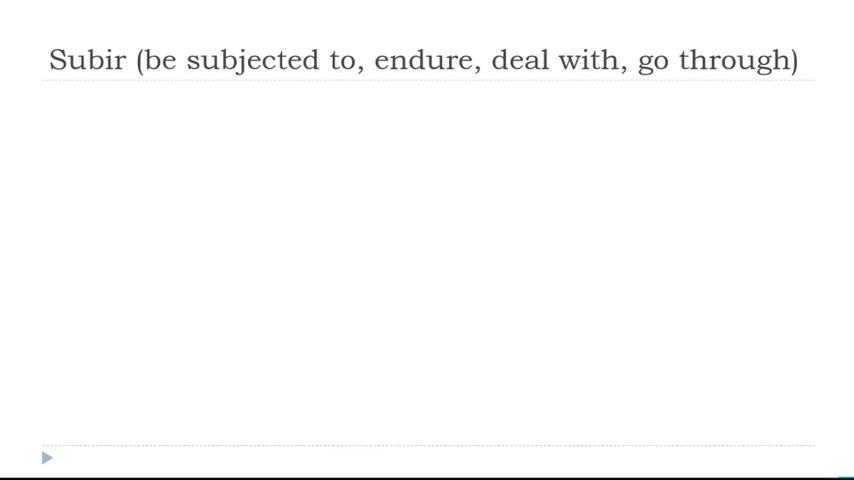 Subir (be subjected to, endure, deal with, go through)